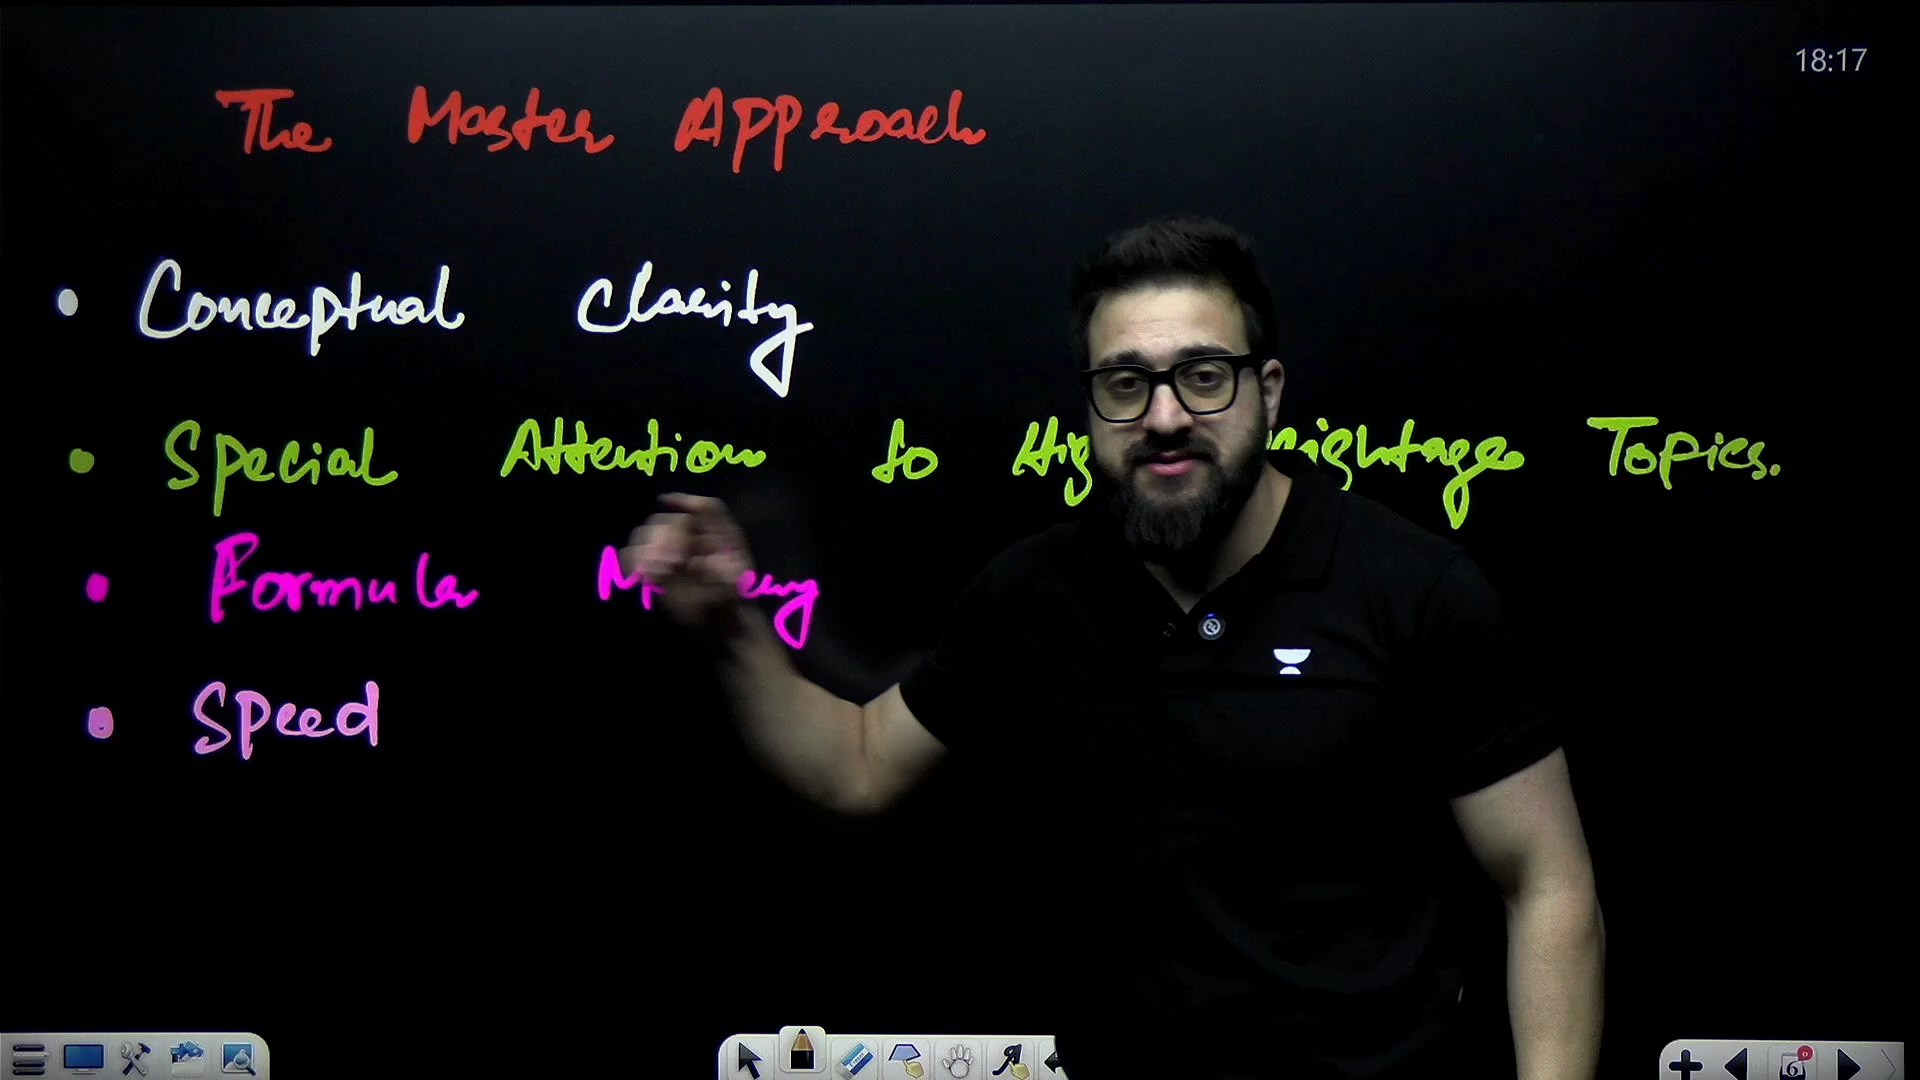 18:17
The Master Approach
• Conceptual Clarity
• Special Attention to Topics.
• Formula
• Speed